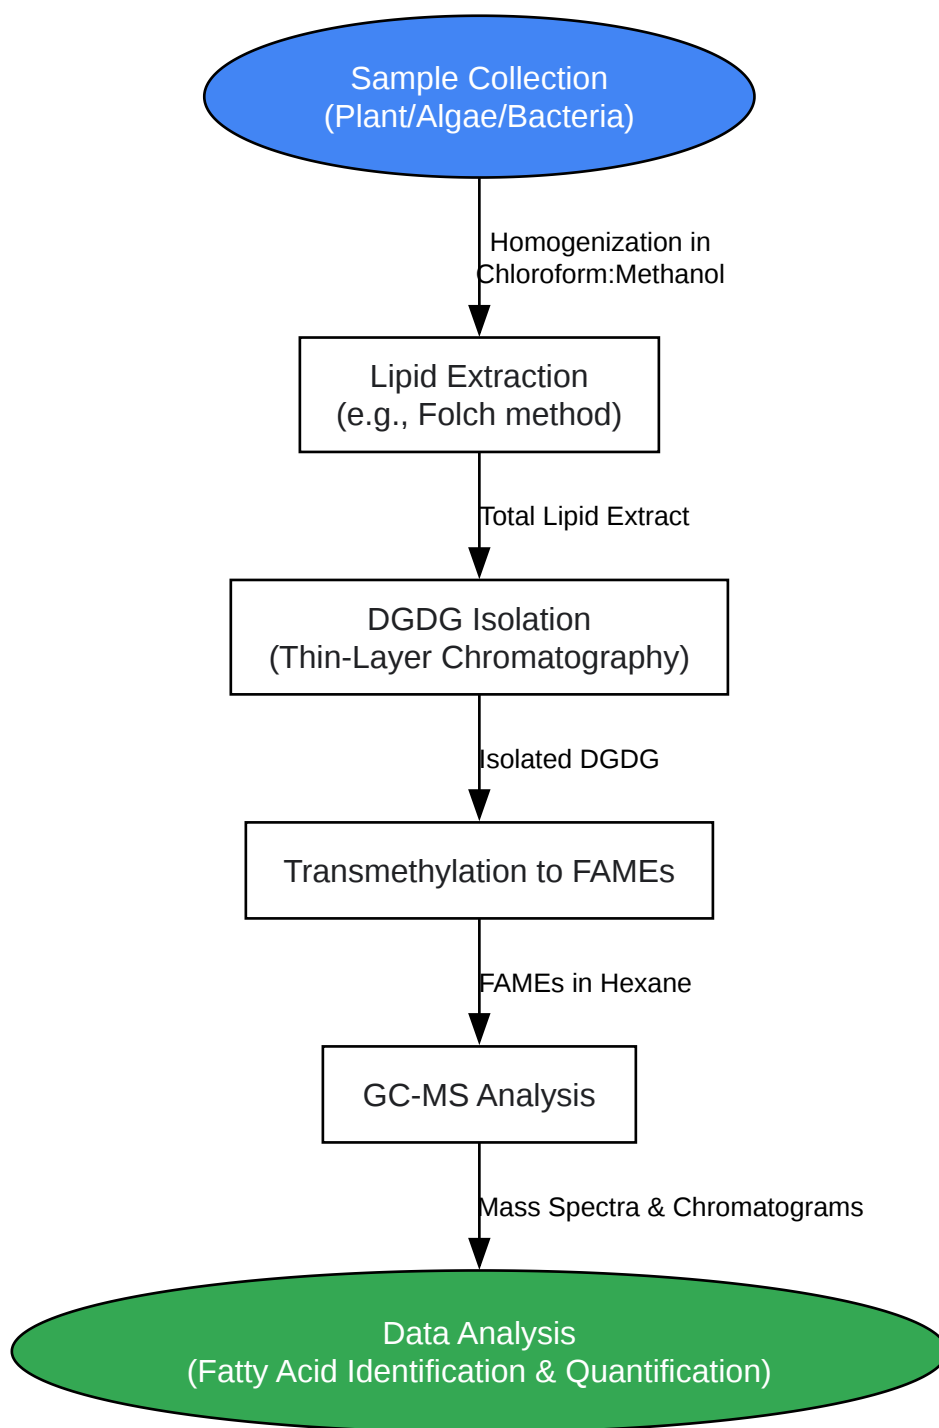 Sample Collection
(Plant/Algae/Bacteria)
Homogenization in
Chloroform:Methanol
Lipid Extraction
(e.g., Folch method)
Total Lipid Extract
DGDG Isolation
(Thin-Layer Chromatography)
Isolated DGDG
Transmethylation to FAMEs
FAMEs in Hexane
GC-MS Analysis
Mass Spectra & Chromatograms
Data Analysis
(Fatty Acid Identification & Quantification)